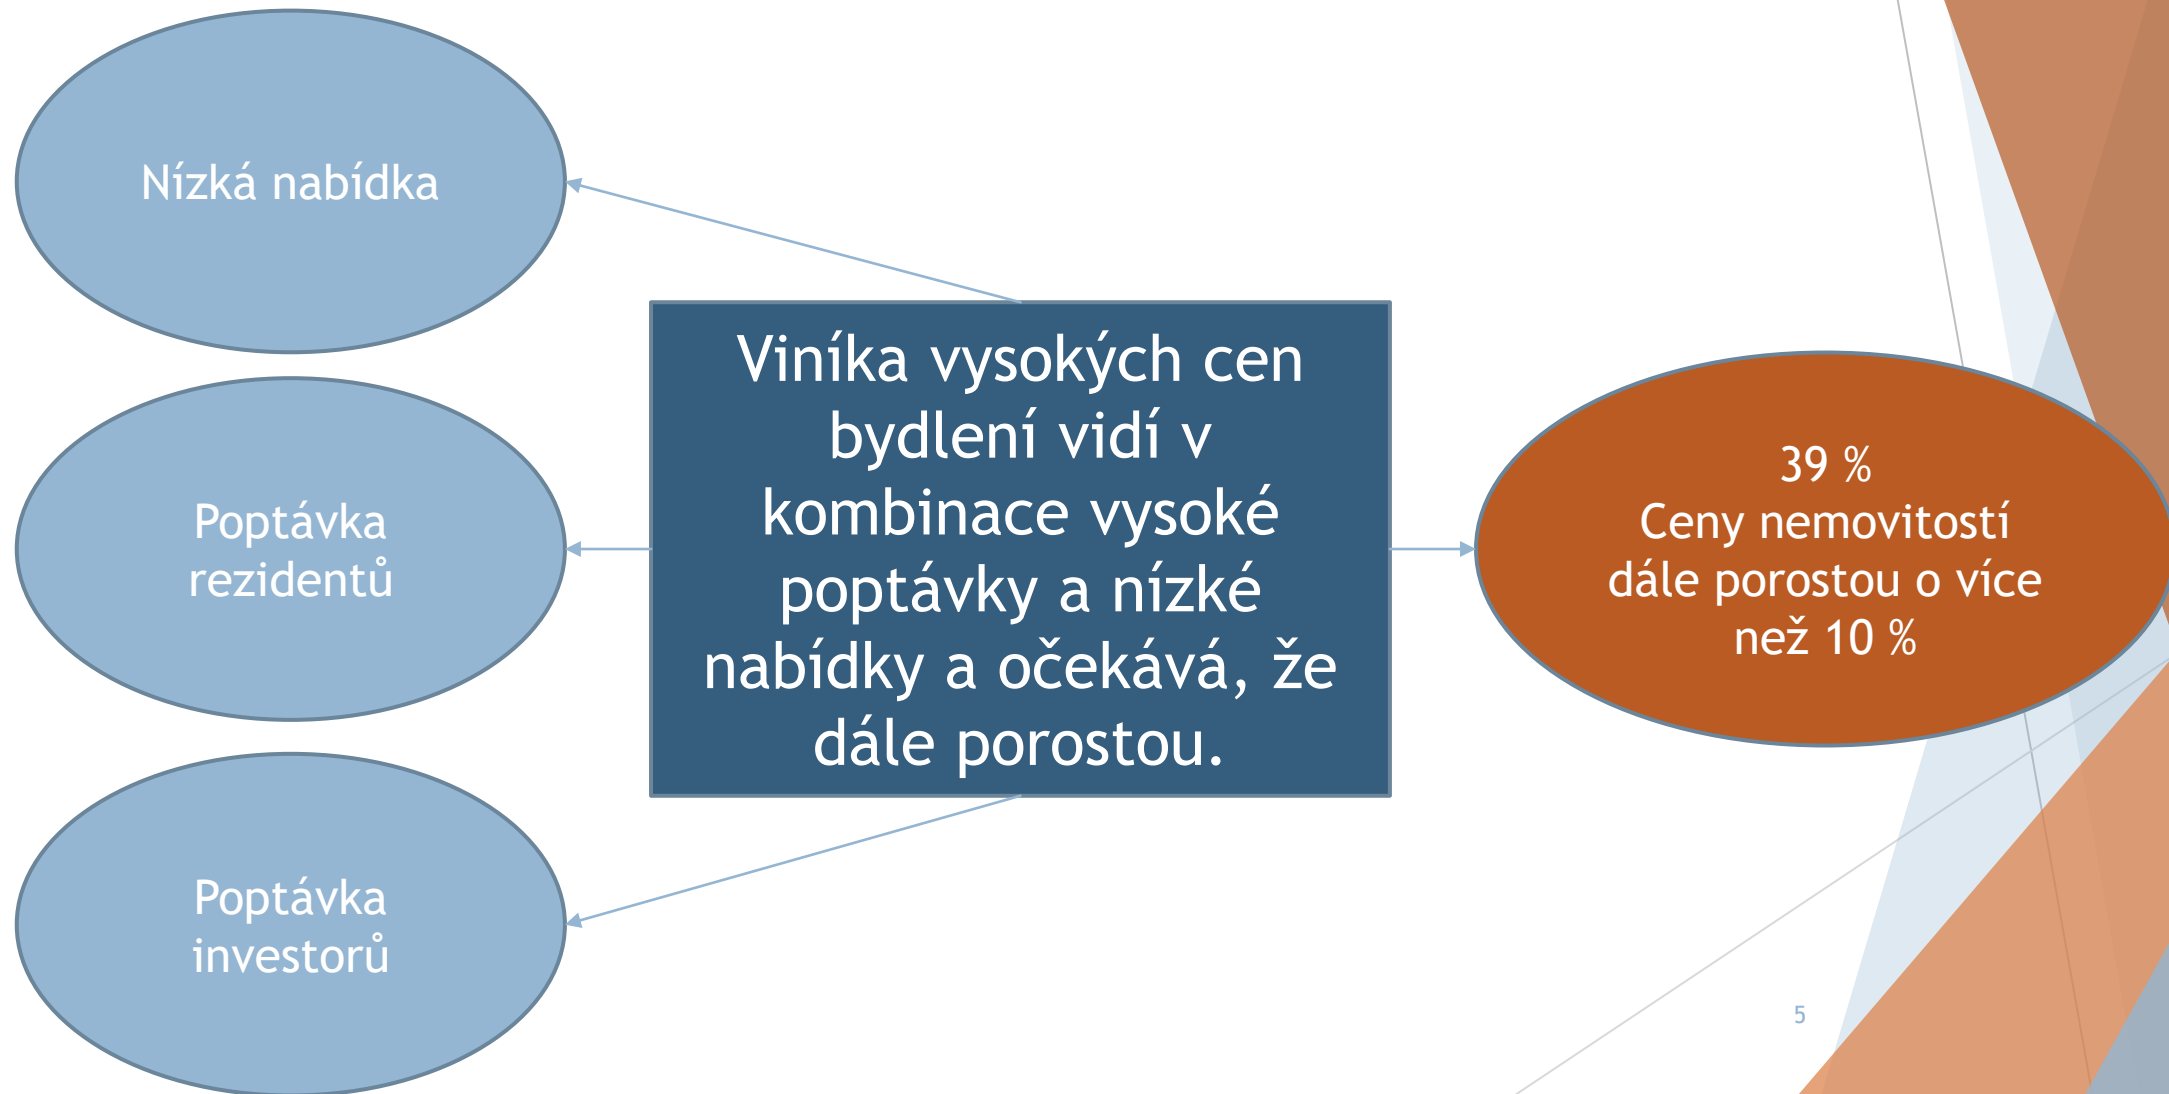 Nízká nabídka
Poptávka
rezidentů
Poptávka
investorů
Viníka vysokých cen
bydlení vidí v
kombinace vysoké
poptávky a nízké
nabídky a očekává, že
dále porostou.
39 %
Ceny nemovitostí
dále porostou o více
než 10 %
5